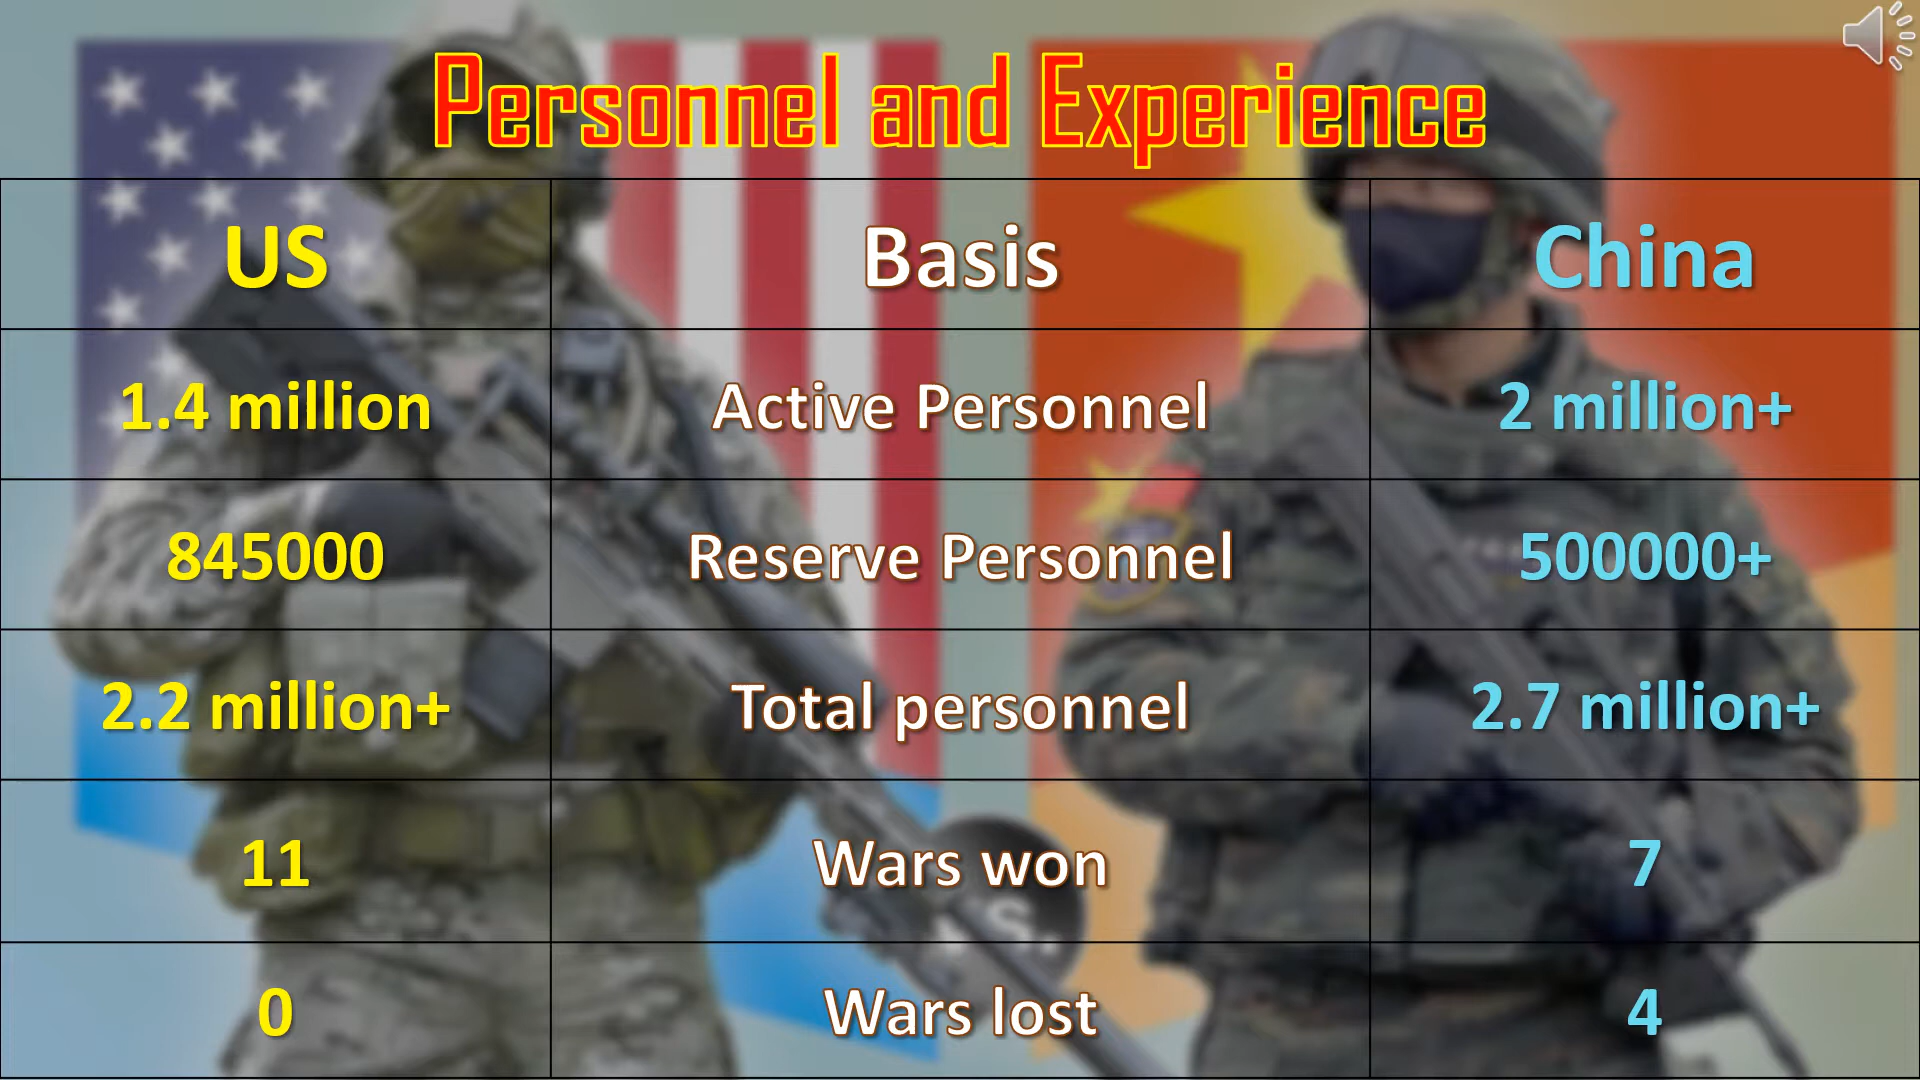 Personnel and Experience
US Basis China
1.4 million Active Personnel 2 million+
845000 Reserve Personnel 500000+
2.2 million+ Total personnel 2.7 million+
11 Wars won 7
0 Wars lost 4